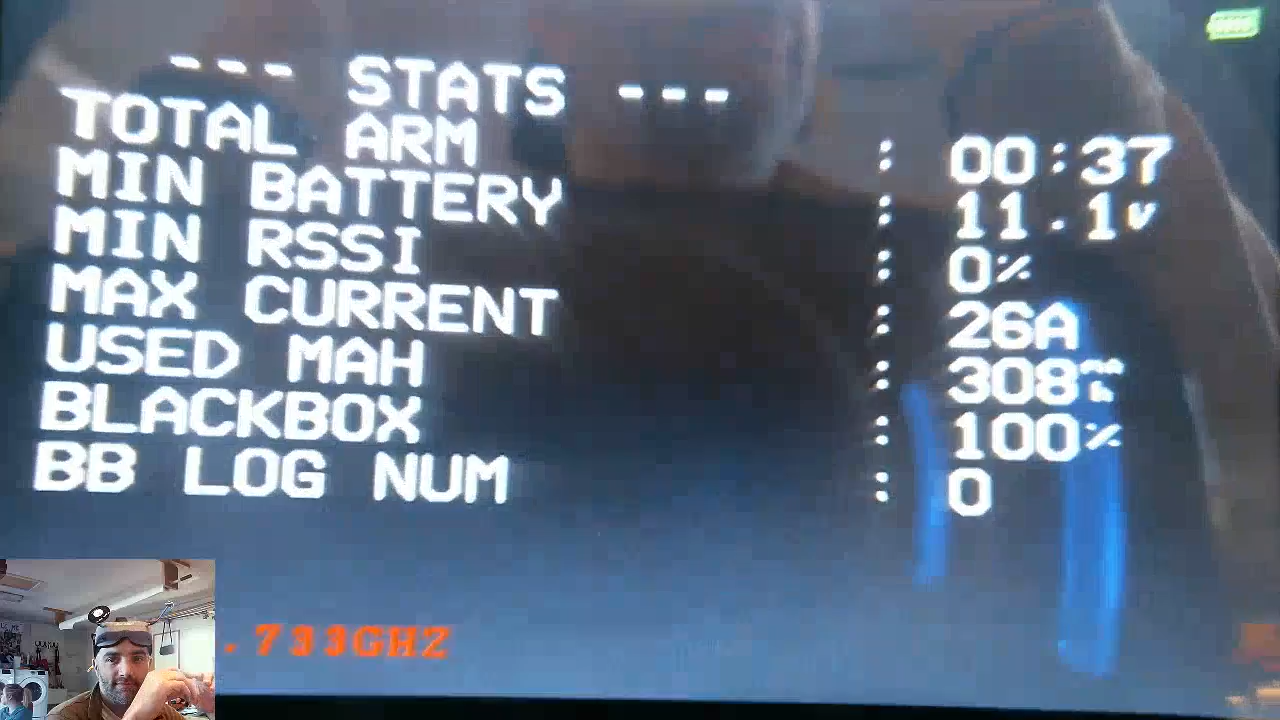 --- STATS ---
TOTAL ARM : 00:37
MIN BATTERY : 11.1V
MIN RSSI : 0%
MAX CURRENT : 26A
USED MAH : 308mAh
BLACKBOX : 100%
BB LOG NUM : 0
.733GHZ